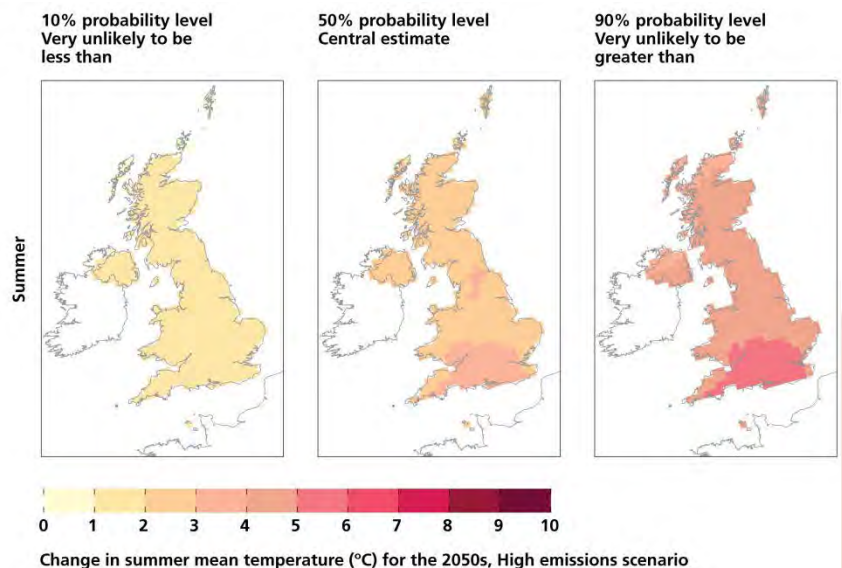 10% probability level
Very unlikely to be
less than
50% probability level
Central estimate
90% probability level
Very unlikely to be
greater than
Summer
0 1 2 3 4 5 6 7 8 9 10
Change in summer mean temperature (ºC) for the 2050s, High emissions scenario